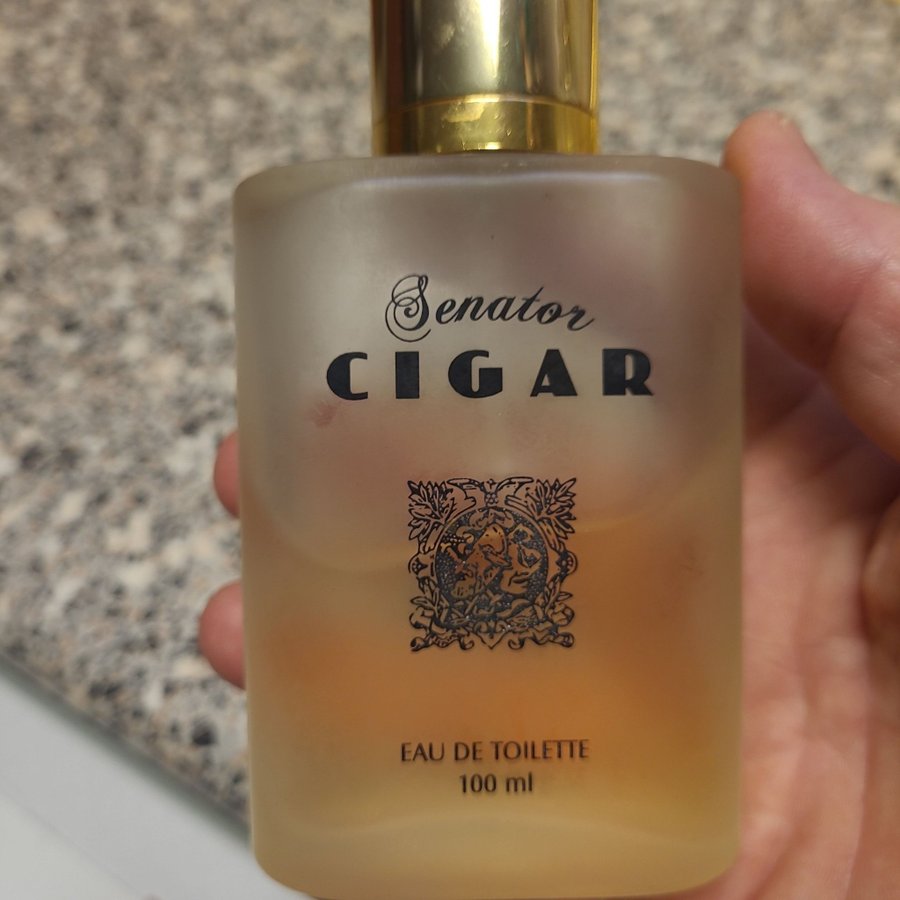 Senator
CIGAR
EAU DE TOILETTE
100 ml